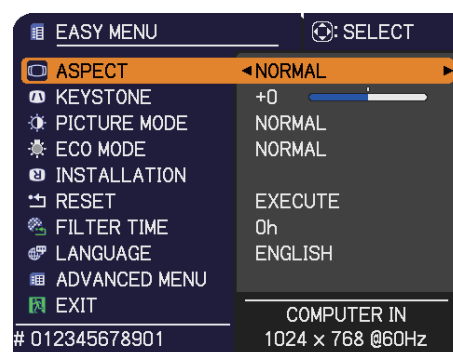 EASY MENU : SELECT
ASPECT NORMAL
KEYSTONE +0
PICTURE MODE NORMAL
ECO MODE NORMAL
INSTALLATION
RESET EXECUTE
FILTER TIME 0h
LANGUAGE ENGLISH
ADVANCED MENU
EXIT
COMPUTER IN
# 012345678901 1024 x 768 @60Hz